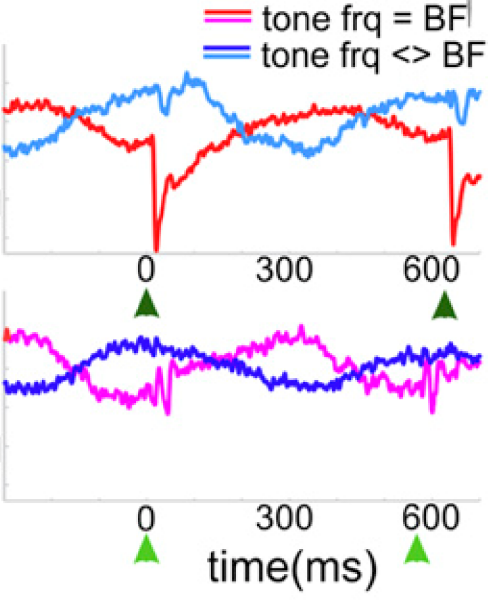 tone frq = BF
tone frq <> BF
0 300 600
0 300 600
time(ms)